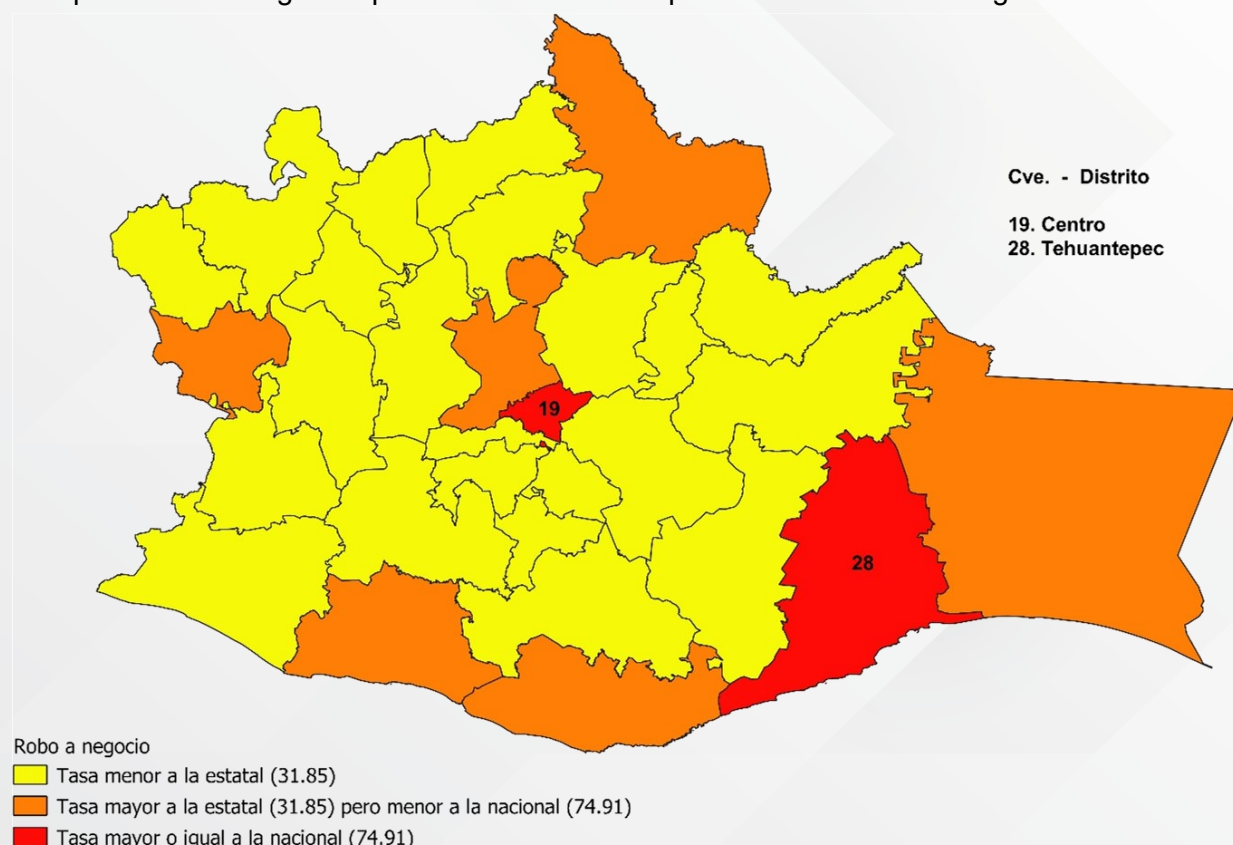 Cve. - Distrito
19. Centro
28. Tehuantepec
19
28
Robo a negocio
Tasa menor a la estatal (31.85)
Tasa mayor a la estatal (31.85) pero menor a la nacional (74.91)
Tasa mayor o igual a la nacional (74.91)